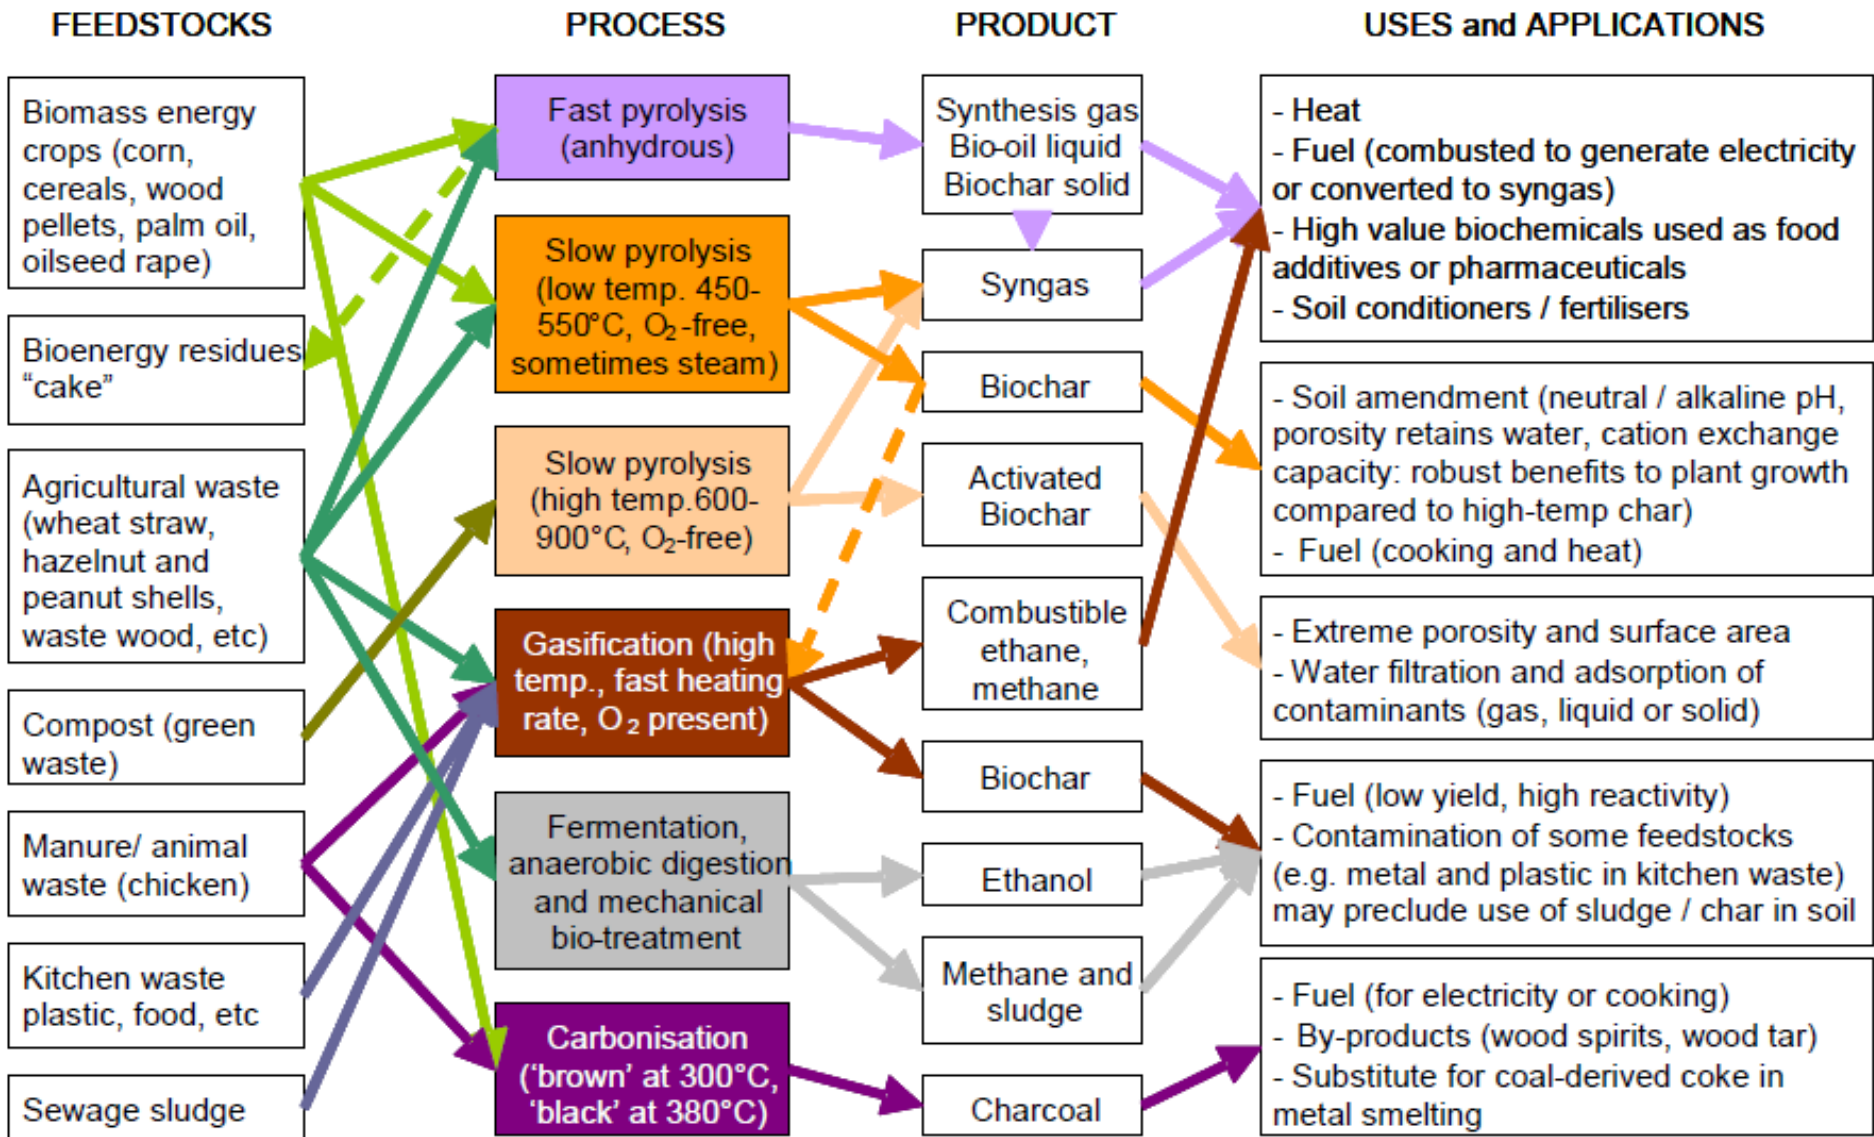 FEEDSTOCKS
PROCESS
PRODUCT
USES and APPLICATIONS
Biomass energy
crops (corn,
cereals, wood
pellets, palm oil,
oilseed rape)
Bioenergy residues
“cake”
Agricultural waste
(wheat straw,
hazelnut and
peanut shells,
waste wood, etc)
Compost (green
waste)
Manure/ animal
waste (chicken)
Kitchen waste
plastic, food, etc
Sewage sludge
Fast pyrolysis
(anhydrous)
Slow pyrolysis
(low temp. 450-
550°C, O₂-free,
sometimes steam)
Slow pyrolysis
(high temp.600-
900°C, O₂-free)
Gasification (high
temp., fast heating
rate, O₂ present)
Fermentation,
anaerobic digestion
and mechanical
bio-treatment
Carbonisation
(‘brown’ at 300°C,
‘black’ at 380°C)
Synthesis gas
Bio-oil liquid
Biochar solid
Syngas
Biochar
Activated
Biochar
Combustible
ethane,
methane
Biochar
Ethanol
Methane and
sludge
Charcoal
- Heat
- Fuel (combusted to generate electricity
or converted to syngas)
- High value biochemicals used as food
additives or pharmaceuticals
- Soil conditioners / fertilisers
- Soil amendment (neutral / alkaline pH,
porosity retains water, cation exchange
capacity: robust benefits to plant growth
compared to high-temp char)
- Fuel (cooking and heat)
- Extreme porosity and surface area
- Water filtration and adsorption of
contaminants (gas, liquid or solid)
- Fuel (low yield, high reactivity)
- Contamination of some feedstocks
(e.g. metal and plastic in kitchen waste)
may preclude use of sludge / char in soil
- Fuel (for electricity or cooking)
- By-products (wood spirits, wood tar)
- Substitute for coal-derived coke in
metal smelting